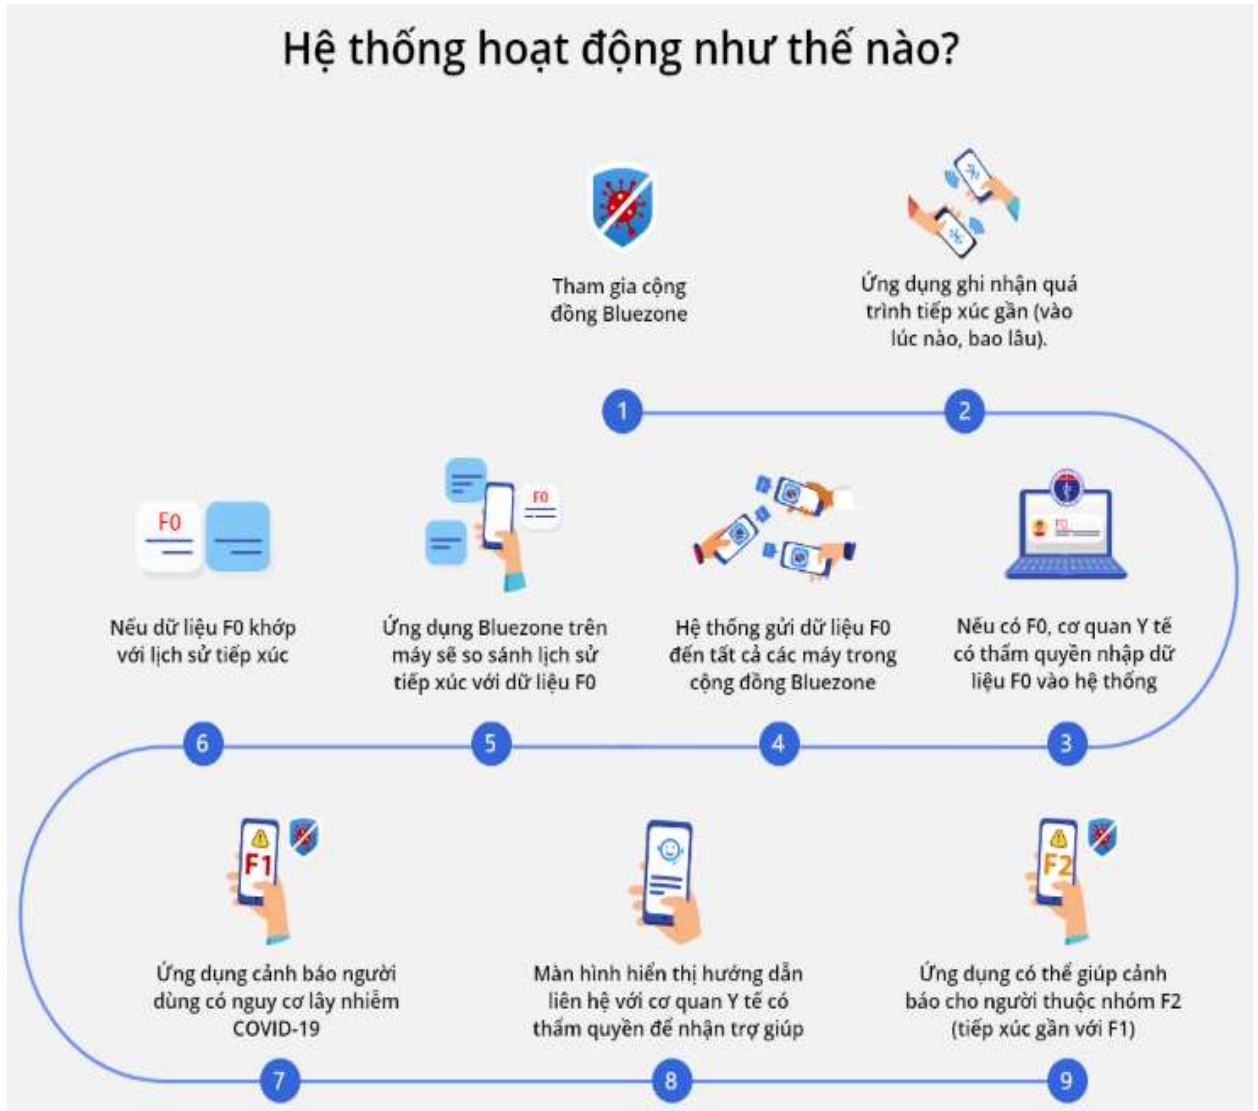 Hệ thống hoạt động như thế nào?
Tham gia cộng
đồng Bluezone
Ứng dụng ghi nhận quá
trình tiếp xúc gần (vào
lúc nào, bao lâu).
1
2
F0
Nếu có F0, cơ quan Y tế
có thẩm quyền nhập dữ
liệu F0 vào hệ thống
3
Hệ thống gửi dữ liệu F0
đến tất cả các máy trong
cộng đồng Bluezone
4
F0
Ứng dụng Bluezone trên
máy sẽ so sánh lịch sử
tiếp xúc với dữ liệu F0
5
F0
Nếu dữ liệu F0 khớp
với lịch sử tiếp xúc
6
F1
Ứng dụng cảnh báo người
dùng có nguy cơ lây nhiễm
COVID-19
7
Màn hình hiển thị hướng dẫn
liên hệ với cơ quan Y tế có
thẩm quyền để nhận trợ giúp
8
F2
Ứng dụng có thể giúp cảnh
báo cho người thuộc nhóm F2
(tiếp xúc gần với F1)
9